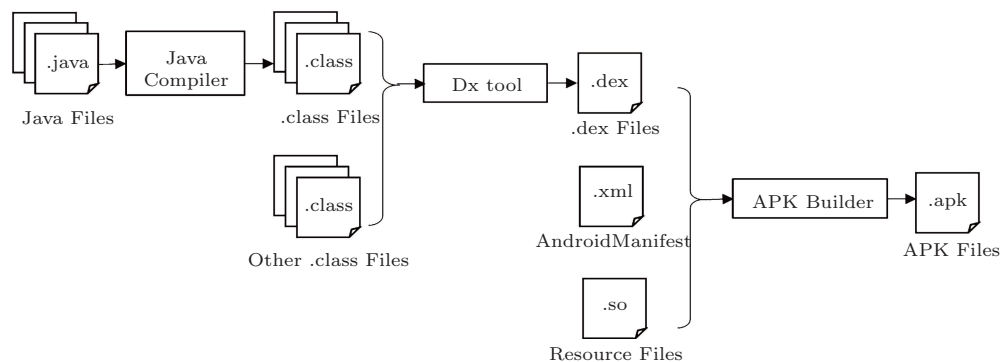 .java
Java Files
Java
Compiler
.class
.class Files
.class
Other .class Files
Dx tool
.dex
.dex Files
.xml
AndroidManifest
.so
Resource Files
APK Builder
.apk
APK Files